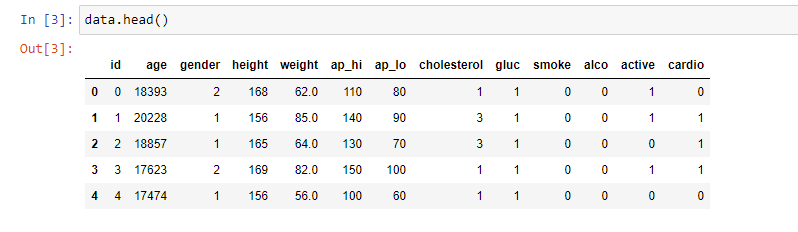 In [3]: data.head()
Out[3]:
id age gender height weight ap_hi ap_lo cholesterol gluc smoke alco active cardio
0 0 18393 2 168 62.0 110 80 1 1 0 0 1 0
1 1 20228 1 156 85.0 140 90 3 1 0 0 1 1
2 2 18857 1 165 64.0 130 70 3 1 0 0 0 1
3 3 17623 2 169 82.0 150 100 1 1 0 0 1 1
4 4 17474 1 156 56.0 100 60 1 1 0 0 0 0